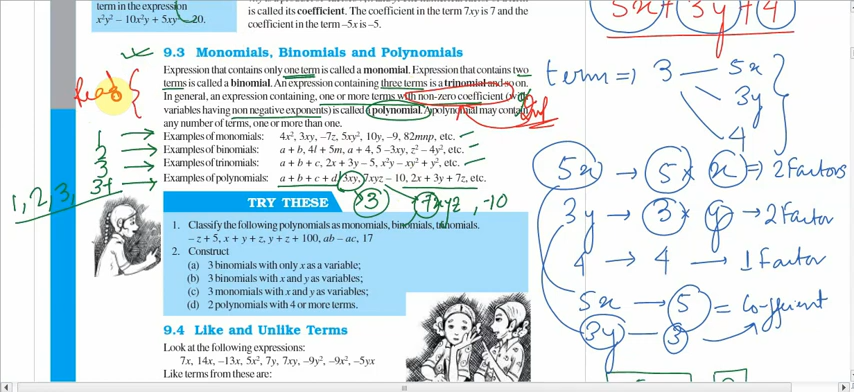 term in the expression
x²y² – 10x²y + 5xy² – 20.
called its coefficient. The coefficient in the term 7xy is 7 and the
coefficient in the term –5x is –5.
5x + 3y + 4
9.3 Monomials, Binomials and Polynomials
Expression that contains only one term is called a monomial. Expression that contains two
terms is called a binomial. An expression containing three terms is a trinomial and so on.
In general, an expression containing, one or more terms with non-zero coefficient (with
variables having non negative exponents) is called a polynomial. A polynomial may contain
any number of terms, one or more than one.
Read
1 Examples of monomials: 4x², 3xy, –7z, 5xy², 10y, –9, 82mnp, etc.
2 Examples of binomials: a + b, 4l + 5m, a + 4, 5 –3xy, z² – 4y², etc.
3 Examples of trinomials: a + b + c, 2x + 3y – 5, x²y – xy² + y², etc.
3+ Examples of polynomials: a + b + c + d, 3xy, 7xyz – 10, 2x + 3y + 7z, etc.
1, 2, 3,
3
7xyz, -10
TRY THESE
1. Classify the following polynomials as monomials, binomials, trinomials.
– z + 5, x + y + z, y + z + 100, ab – ac, 17
2. Construct
(a) 3 binomials with only x as a variable;
(b) 3 binomials with x and y as variables;
(c) 3 monomials with x and y as variables;
(d) 2 polynomials with 4 or more terms.
9.4 Like and Unlike Terms
Look at the following expressions:
7x, 14x, –13x, 5x², 7y, 7xy, –9y², –9x², –5yx
Like terms from these are:
term ⇒ 3 – 5x
3y
4
5x → 5 × x ⇒ 2 Factors
3y → 3 × y → 2 Factor
4 → 4 – 1 Factor
5x → 5 = Co-efficient
3y – 3